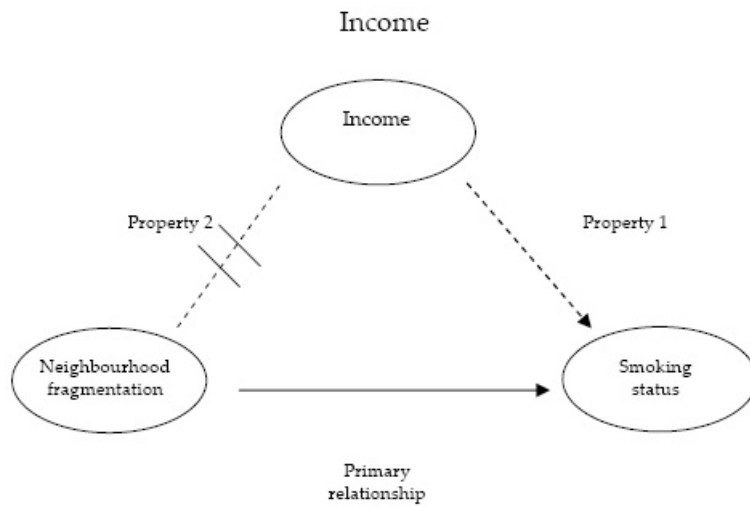 Income
Income
Property 2
Property 1
Neighbourhood
fragmentation
Smoking
status
Primary
relationship